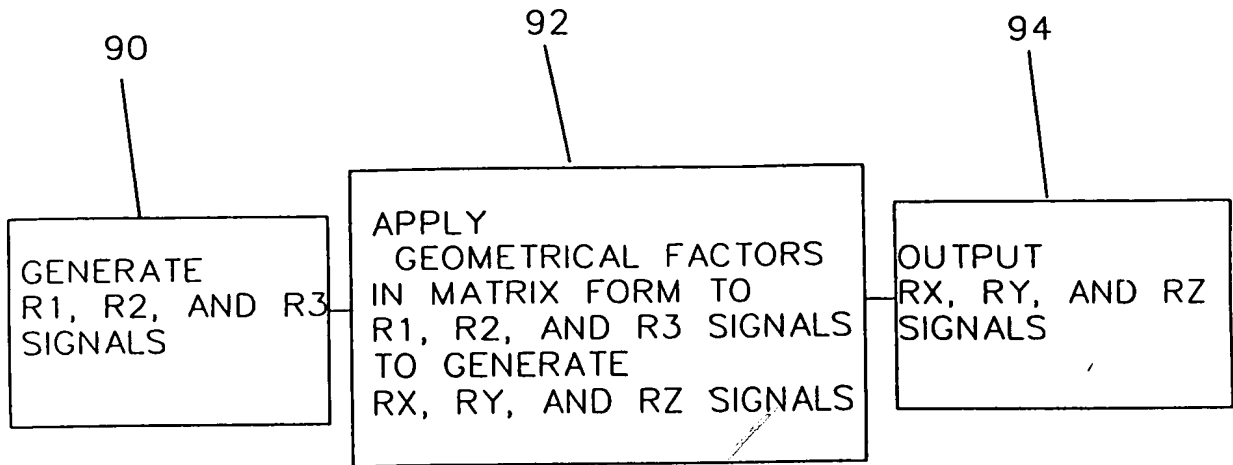 90
92
94
GENERATE
R1, R2, AND R3
SIGNALS
APPLY
GEOMETRICAL FACTORS
IN MATRIX FORM TO
R1, R2, AND R3 SIGNALS
TO GENERATE
RX, RY, AND RZ SIGNALS
OUTPUT
RX, RY, AND RZ
SIGNALS